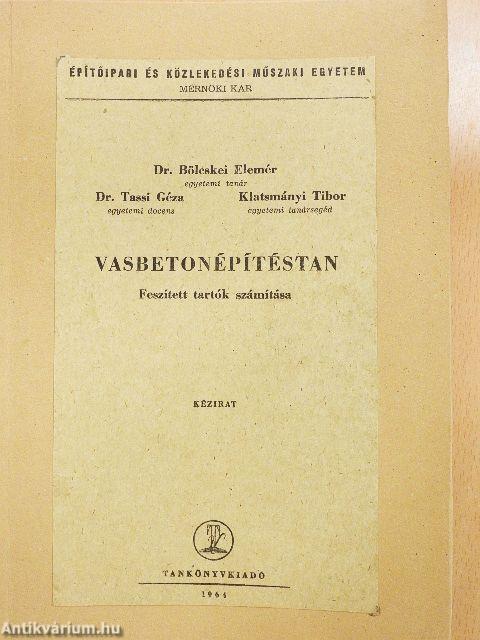 ÉPÍTŐIPARI ÉS KÖZLEKEDÉSI MŰSZAKI EGYETEM
MÉRNÖKI KAR
Dr. Bölcskei Elemér
egyetemi tanár
Dr. Tassi Géza Klatsmányi Tibor
egyetemi docens egyetemi tanársegéd
VASBETONÉPÍTÉSTAN
Feszített tartók számítása
KÉZIRAT
TANKÖNYVKIADÓ
1964
Antikvárium.hu